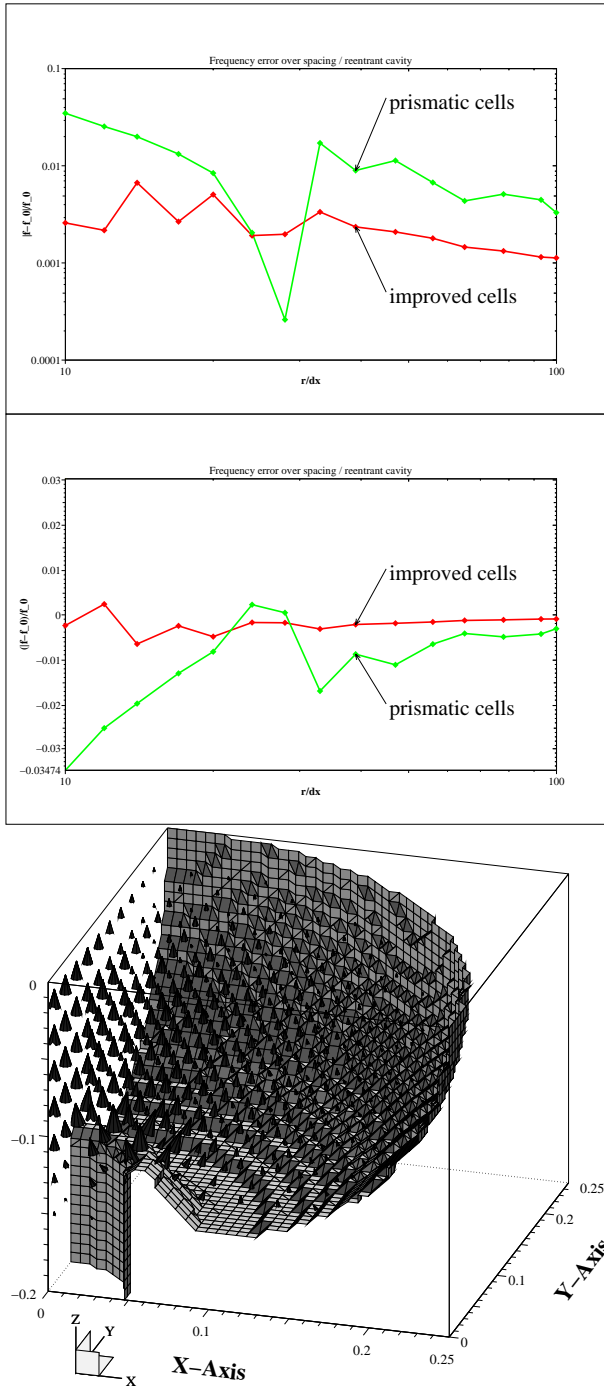 Frequency error over spacing / reentrant cavity
0.1
0.01
0.001
0.0001
|f−f_0|/f_0
prismatic cells
improved cells
10
100
r/dx
Frequency error over spacing / reentrant cavity
0.03
0.02
0.01
0
−0.01
−0.02
−0.03
−0.03474
(|f−f_0)/f_0
improved cells
prismatic cells
10
100
r/dx
0
−0.1
−0.2
0
0.1
0.2
0.25
X−Axis
0
0.1
0.2
0.25
Y−Axis
Z
Y
X